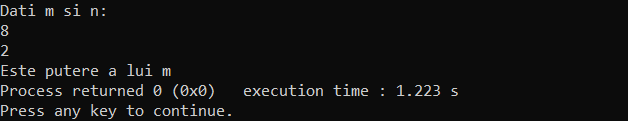 Dati m si n:
8
2
Este putere a lui m
Process returned 0 (0x0)   execution time : 1.223 s
Press any key to continue.